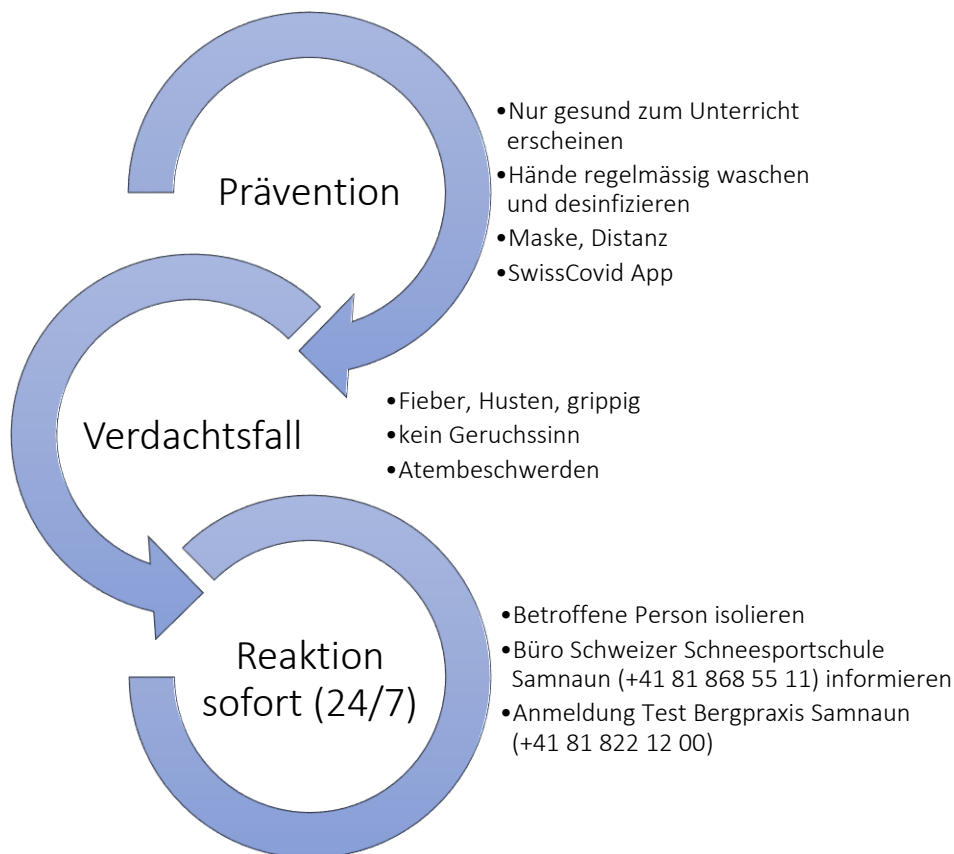 Prävention
•Nur gesund zum Unterricht
erscheinen
•Hände regelmässig waschen
und desinfizieren
•Maske, Distanz
•SwissCovid App
Verdachtsfall
•Fieber, Husten, grippig
•kein Geruchssinn
•Atembeschwerden
Reaktion
sofort (24/7)
•Betroffene Person isolieren
•Büro Schweizer Schneesportschule
Samnaun (+41 81 868 55 11) informieren
•Anmeldung Test Bergpraxis Samnaun
(+41 81 822 12 00)